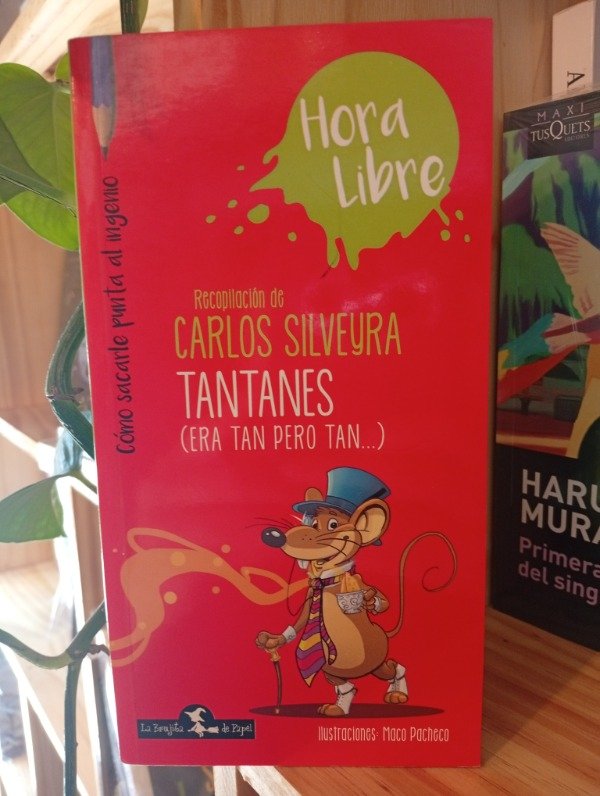 Hora
Libre
Cómo sacarle punta al ingenio
Recopilación de
CARLOS SILVEYRA
TANTANES
(ERA TAN PERO TAN...)
La Brujita de Papel
Ilustraciones: Maco Pacheco
A
MAXI
TUSQUETS
EDITORES
HARU
MURA
Primera
del sing